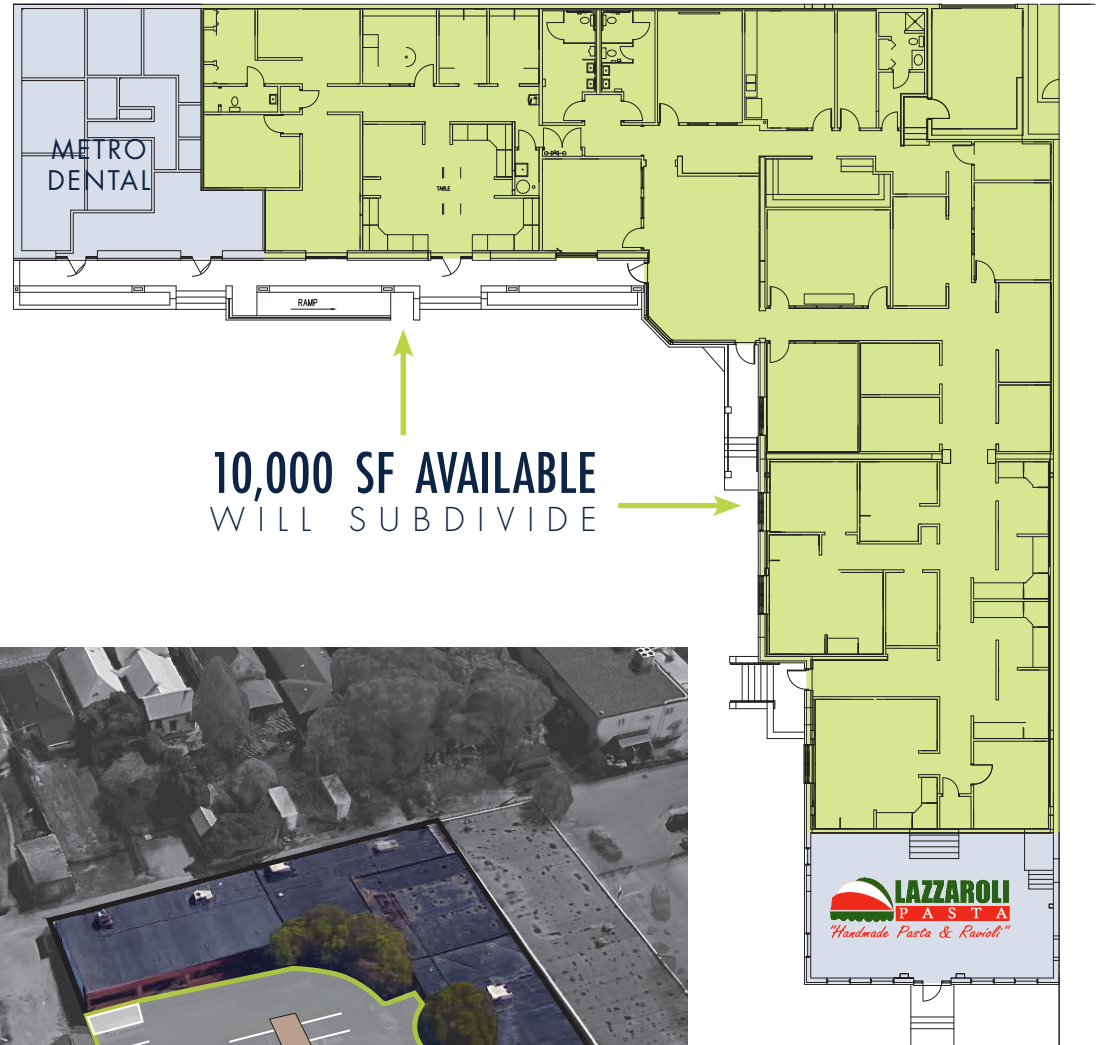 METRO
DENTAL
TABLE
RAMP
10,000 SF AVAILABLE
WILL SUBDIVIDE
LAZZAROLI
PASTA
"Handmade Pasta & Ravioli"